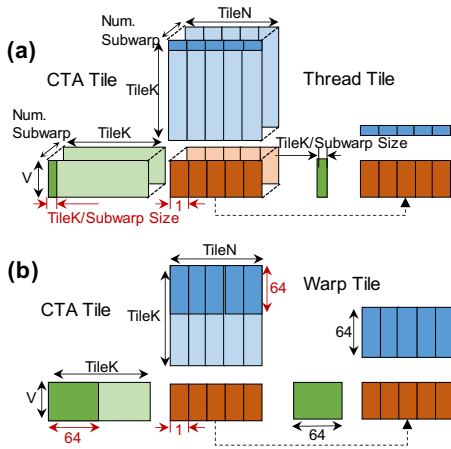 TileN
Num.
Subwarp
(a)
CTA Tile
TileK
Thread Tile
Num.
Subwarp
TileK
TileK/Subwarp Size
V
1
TileK/Subwarp Size
(b)
TileN
CTA Tile
TileK
64
Warp Tile
64
TileK
V
64
1
64